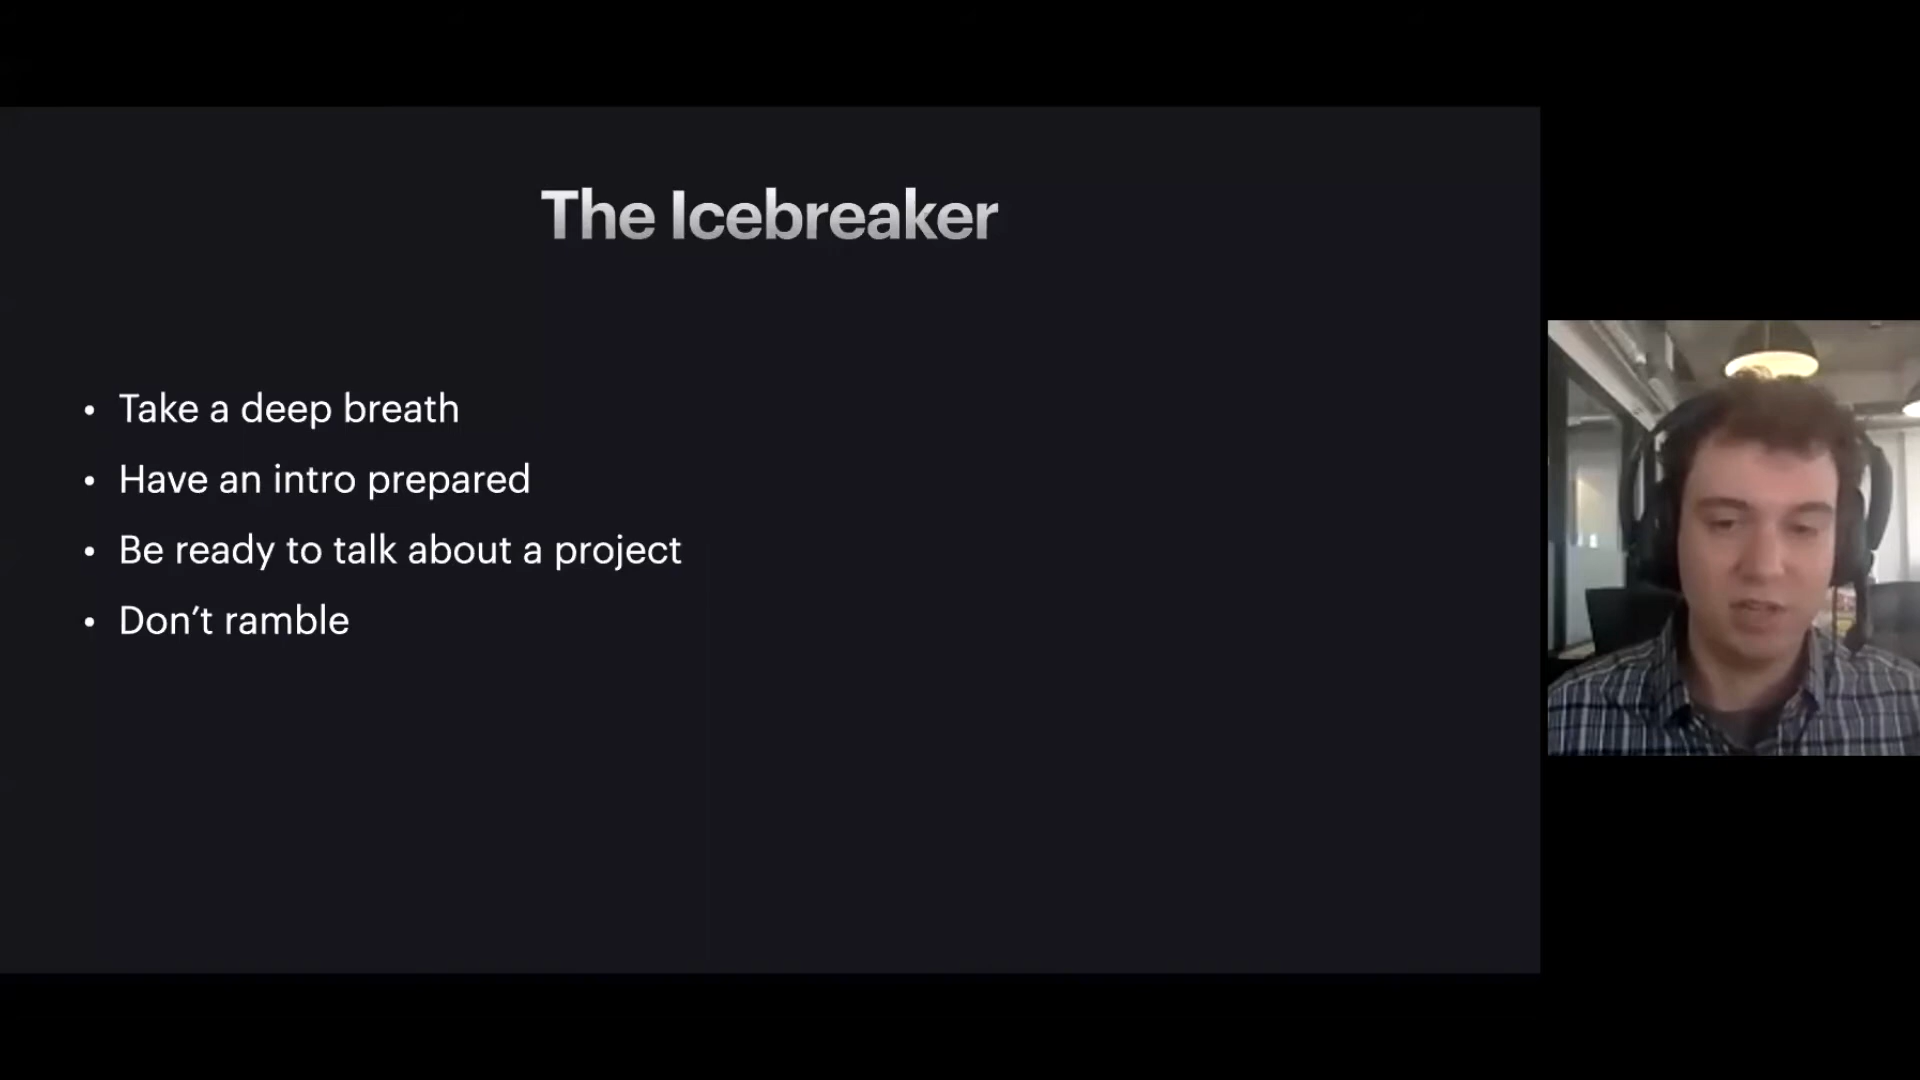 The Icebreaker
• Take a deep breath
• Have an intro prepared
• Be ready to talk about a project
• Don’t ramble